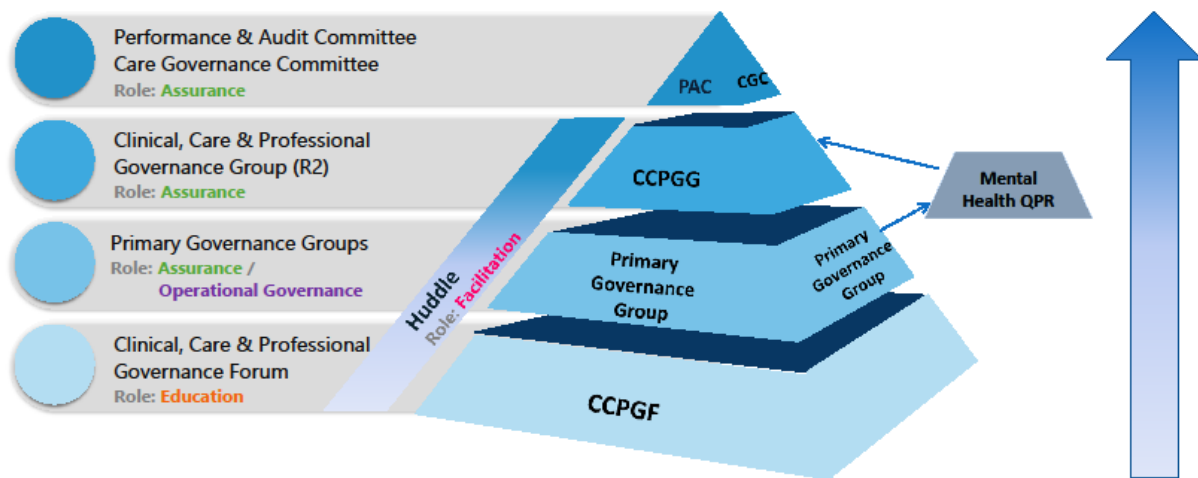 Performance & Audit Committee
Care Governance Committee
Role: Assurance
Clinical, Care & Professional
Governance Group (R2)
Role: Assurance
Primary Governance Groups
Role: Assurance /
Operational Governance
Clinical, Care & Professional
Governance Forum
Role: Education
Huddle
Role: Facilitation
PAC
CGC
CCPGG
Primary
Governance
Group
Primary
Governance
Group
CCPGF
Mental
Health QPR